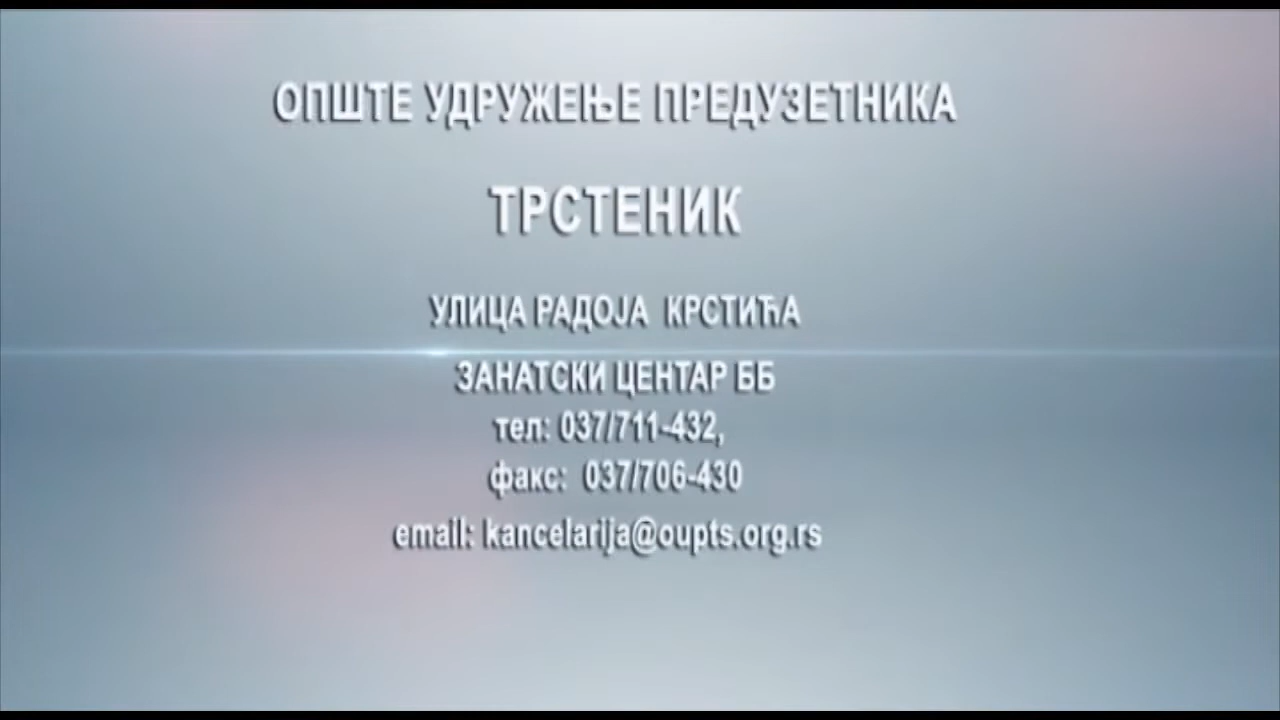 ОПШТЕ УДРУЖЕЊЕ ПРЕДУЗЕТНИКА
ТРСТЕНИК
УЛИЦА РАДОЈА КРСТИЋА
ЗАНАТСКИ ЦЕНТАР ББ
тел: 037/711-432,
факс: 037/706-430
email: kancelarija@oupts.org.rs